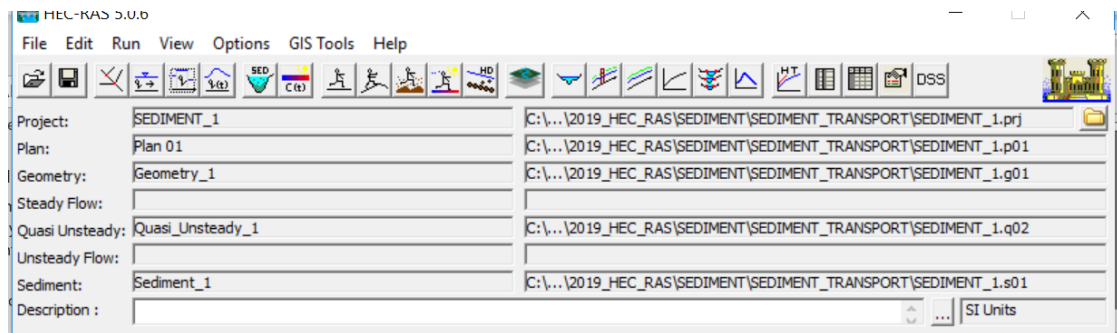 HEC-RAS 5.0.6
File Edit Run View Options GIS Tools Help
SED C(t) HD HT DSS
Project: SEDIMENT_1 C:\...\2019_HEC_RAS\SEDIMENT\SEDIMENT_TRANSPORT\SEDIMENT_1.prj
Plan: Plan 01 C:\...\2019_HEC_RAS\SEDIMENT\SEDIMENT_TRANSPORT\SEDIMENT_1.p01
Geometry: Geometry_1 C:\...\2019_HEC_RAS\SEDIMENT\SEDIMENT_TRANSPORT\SEDIMENT_1.g01
Steady Flow:
Quasi Unsteady: Quasi_Unsteady_1 C:\...\2019_HEC_RAS\SEDIMENT\SEDIMENT_TRANSPORT\SEDIMENT_1.q02
Unsteady Flow:
Sediment: Sediment_1 C:\...\2019_HEC_RAS\SEDIMENT\SEDIMENT_TRANSPORT\SEDIMENT_1.s01
Description : ... SI Units